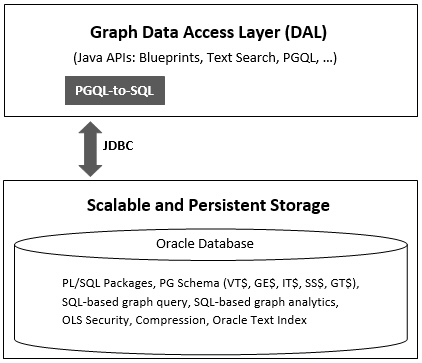 Graph Data Access Layer (DAL)
(Java APIs: Blueprints, Text Search, PGQL, ...)
PGQL-to-SQL
JDBC
Scalable and Persistent Storage
Oracle Database
PL/SQL Packages, PG Schema (VT$, GE$, IT$, SS$, GT$),
SQL-based graph query, SQL-based graph analytics,
OLS Security, Compression, Oracle Text Index